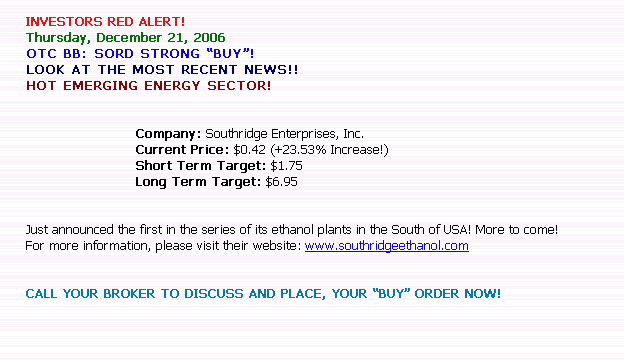 INVESTORS RED ALERT!
Thursday, December 21, 2006
OTC BB: SORD STRONG “BUY”!
LOOK AT THE MOST RECENT NEWS!!
HOT EMERGING ENERGY SECTOR!
Company: Southridge Enterprises, Inc.
Current Price: $0.42 (+23.53% Increase!)
Short Term Target: $1.75
Long Term Target: $6.95
Just announced the first in the series of its ethanol plants in the South of USA! More to come!
For more information, please visit their website: www.southridgeethanol.com
CALL YOUR BROKER TO DISCUSS AND PLACE, YOUR “BUY” ORDER NOW!